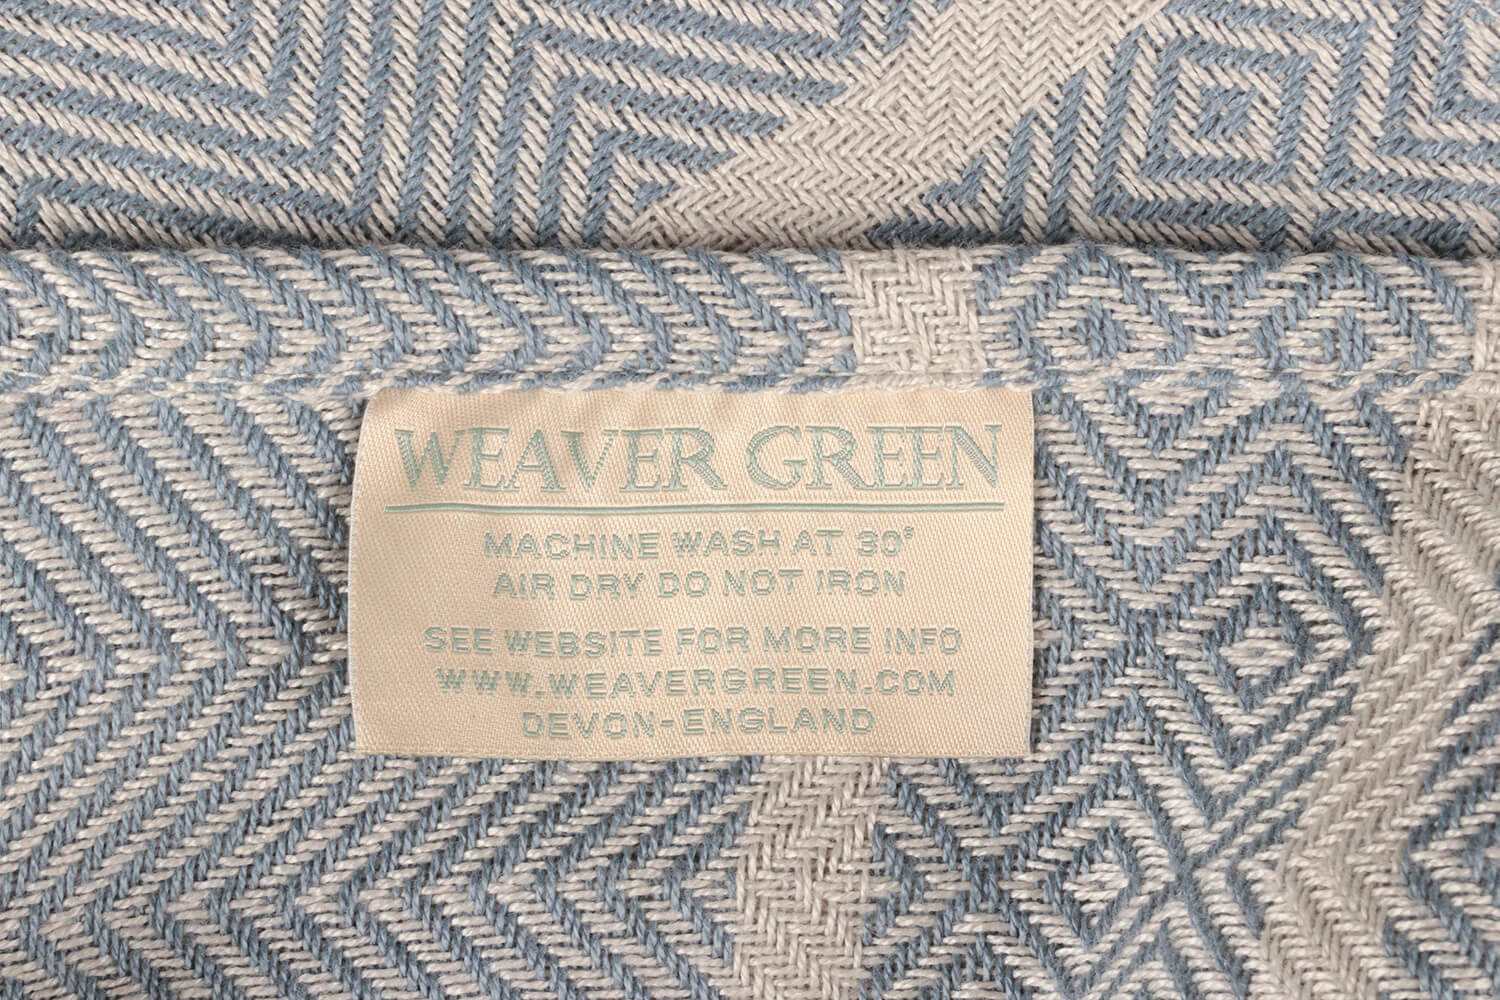 WEAVER GREEN
MACHINE WASH AT 30°
AIR DRY DO NOT IRON
SEE WEBSITE FOR MORE INFO
WWW.WEAVERGREEN.COM
DEVON-ENGLAND